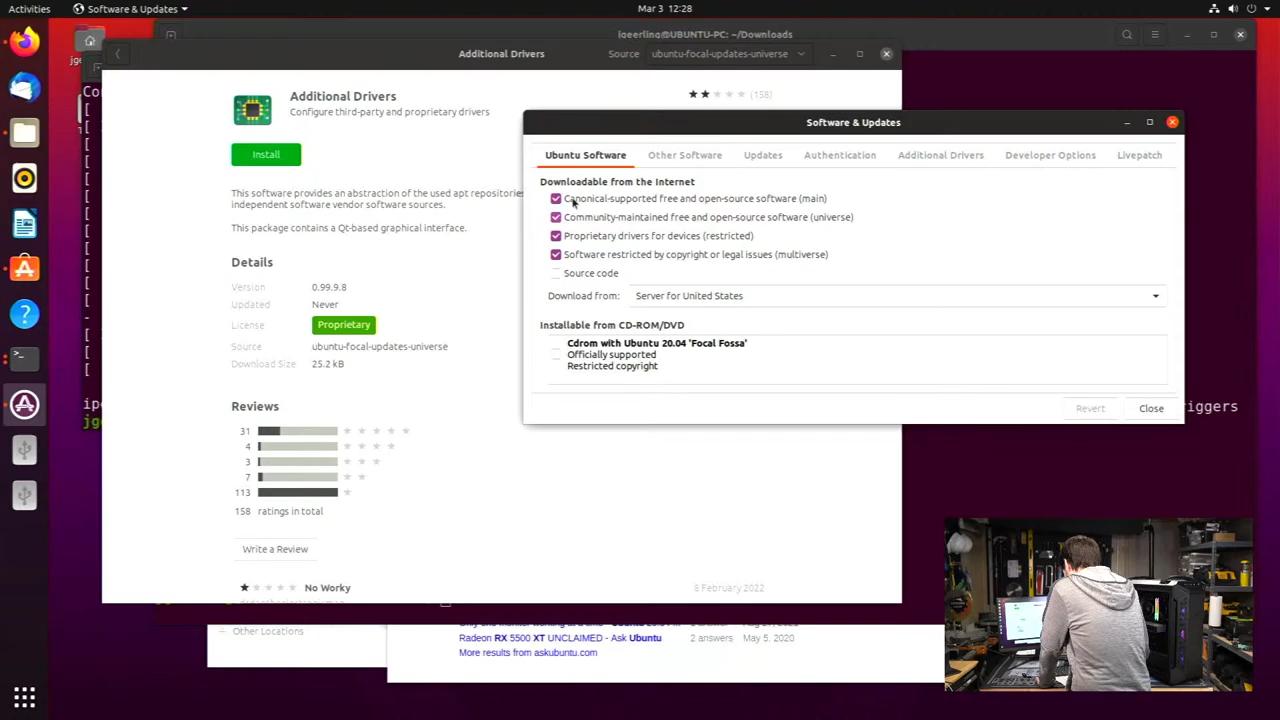 Activities
Software & Updates
Mar 3 12:28
jgeerling@UBUNTU-PC: ~/Downloads
Additional Drivers
Source
ubuntu-focal-updates-universe
Additional Drivers
Configure third-party and proprietary drivers
(158)
Install
This software provides an abstraction of the used apt repositories
independent software vendor software sources.
This package contains a Qt-based graphical interface.
Details
Version 0.99.9.8
Updated Never
License Proprietary
Source ubuntu-focal-updates-universe
Download Size 25.2 kB
Reviews
31
4
3
7
113
158 ratings in total
Write a Review
No Worky
8 February 2022
Software & Updates
Ubuntu Software
Other Software
Updates
Authentication
Additional Drivers
Developer Options
Livepatch
Downloadable from the Internet
Canonical-supported free and open-source software (main)
Community-maintained free and open-source software (universe)
Proprietary drivers for devices (restricted)
Software restricted by copyright or legal issues (multiverse)
Source code
Download from: Server for United States
Installable from CD-ROM/DVD
Cdrom with Ubuntu 20.04 'Focal Fossa'
Officially supported
Restricted copyright
Revert
Close
Other Locations
Radeon RX 5500 XT UNCLAIMED - Ask Ubuntu
2 answers
May 5, 2020
More results from askubuntu.com